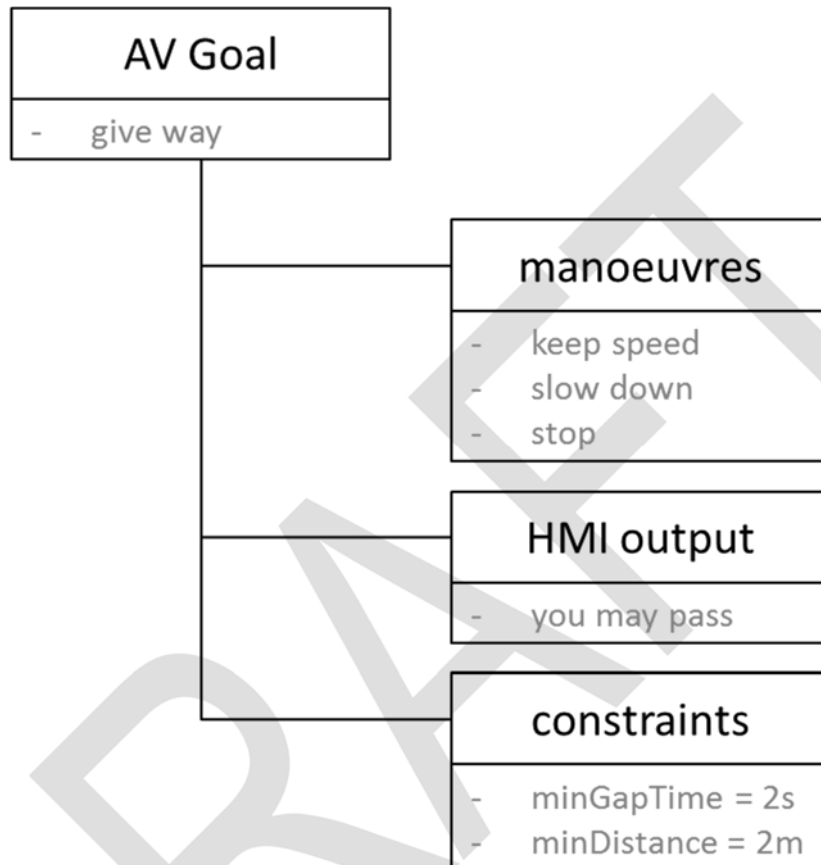 AV Goal
- give way
manoeuvres
- keep speed
- slow down
- stop
HMI output
- you may pass
constraints
- minGapTime = 2s
- minDistance = 2m
RAFT